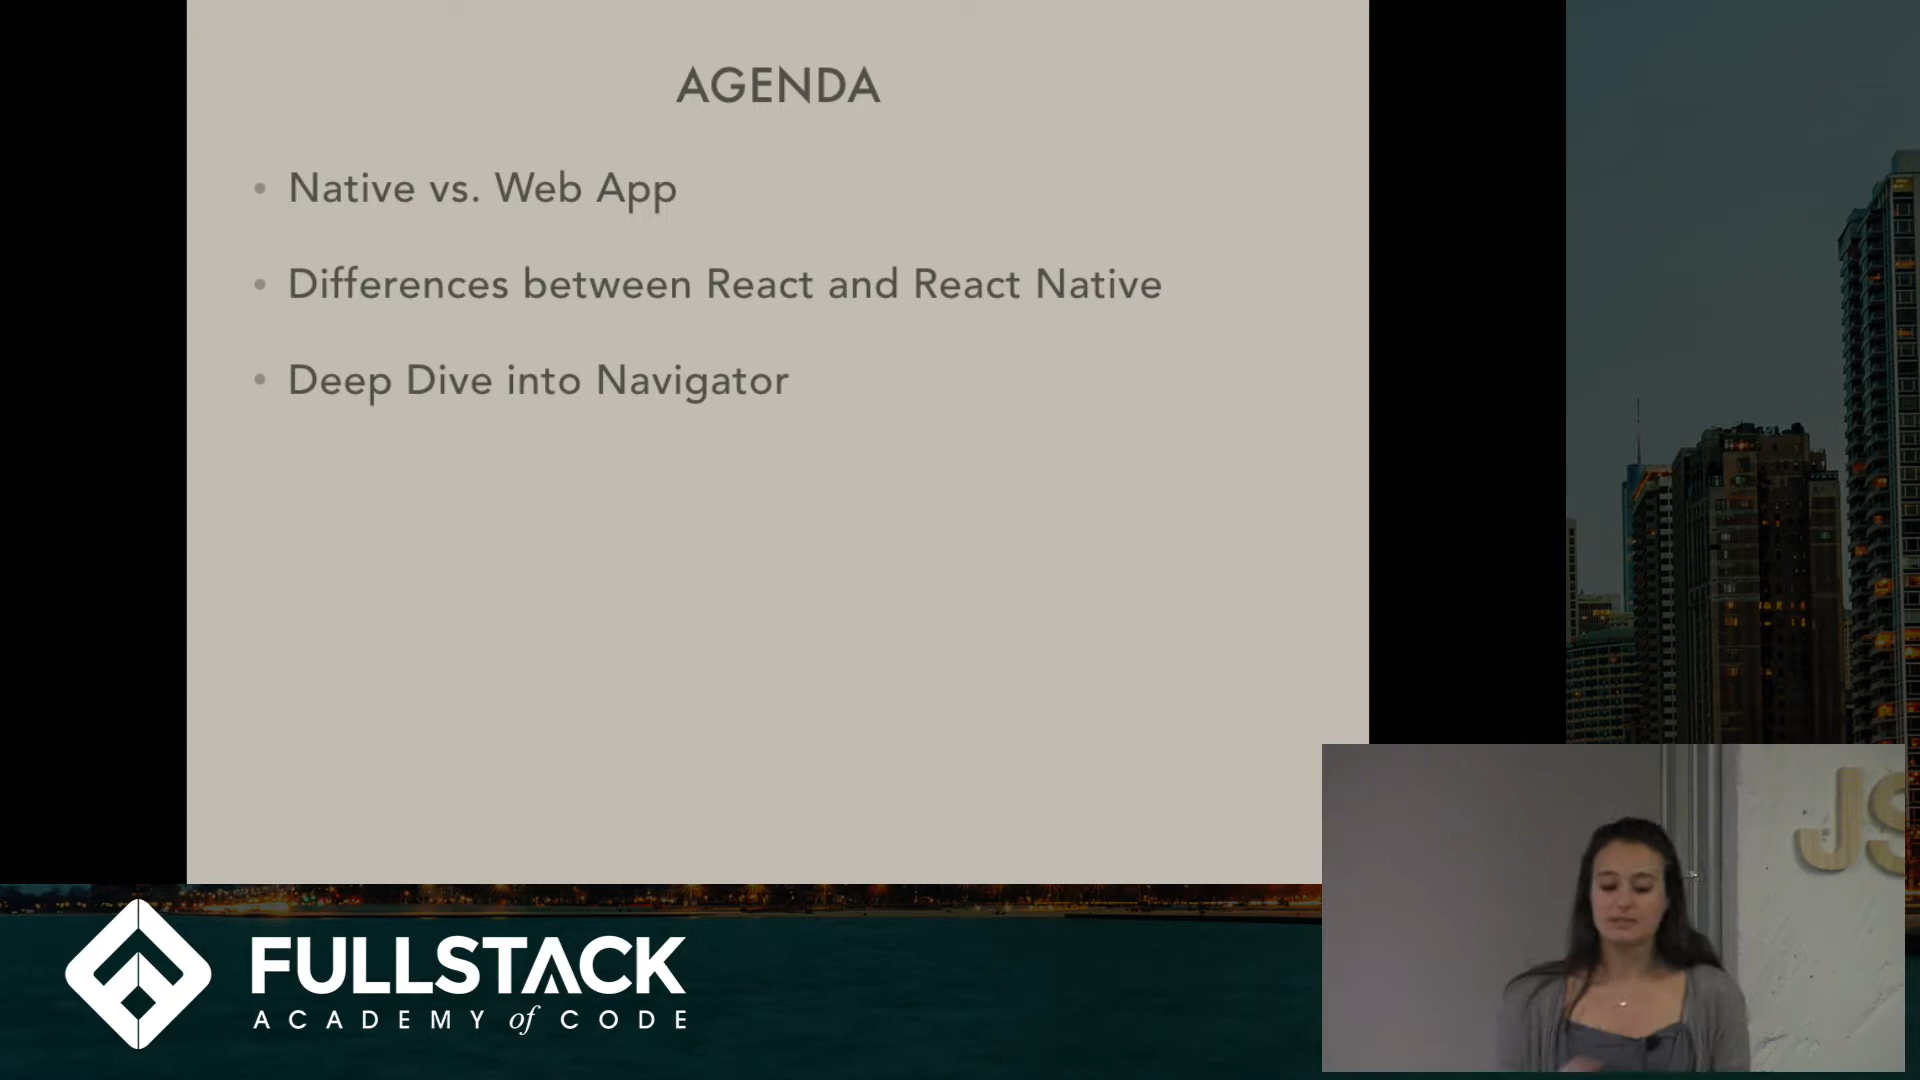 AGENDA
• Native vs. Web App
• Differences between React and React Native
• Deep Dive into Navigator
JS
FULLSTACK
ACADEMY of CODE